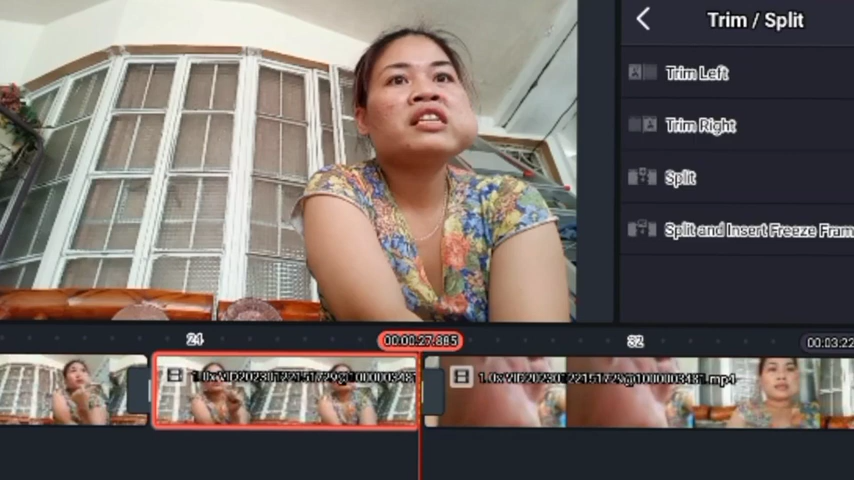 Trim / Split
Trim Left
Trim Right
Split
Split and Insert Freeze Fram
24
00:00:27.885
32
00:03:22